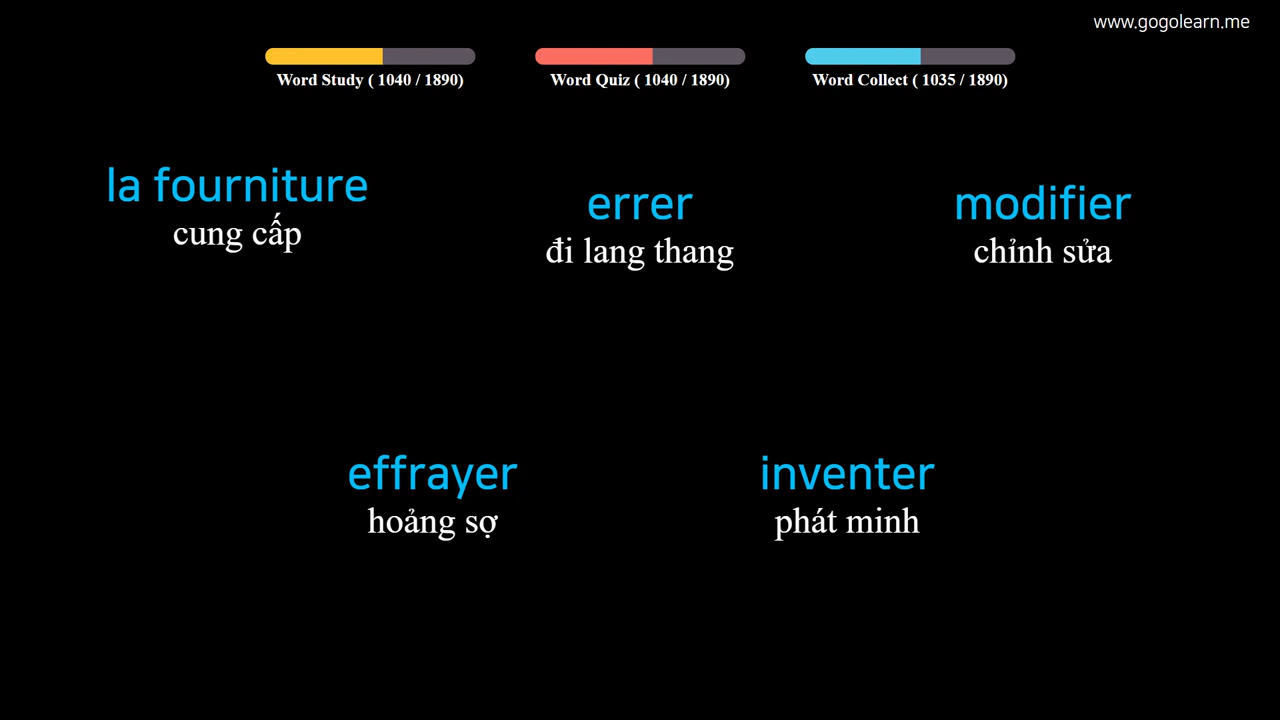 www.gogolearn.me
Word Study ( 1040 / 1890)
Word Quiz ( 1040 / 1890)
Word Collect ( 1035 / 1890)
la fourniture
cung cấp
errer
đi lang thang
modifier
chỉnh sửa
effrayer
hoảng sợ
inventer
phát minh